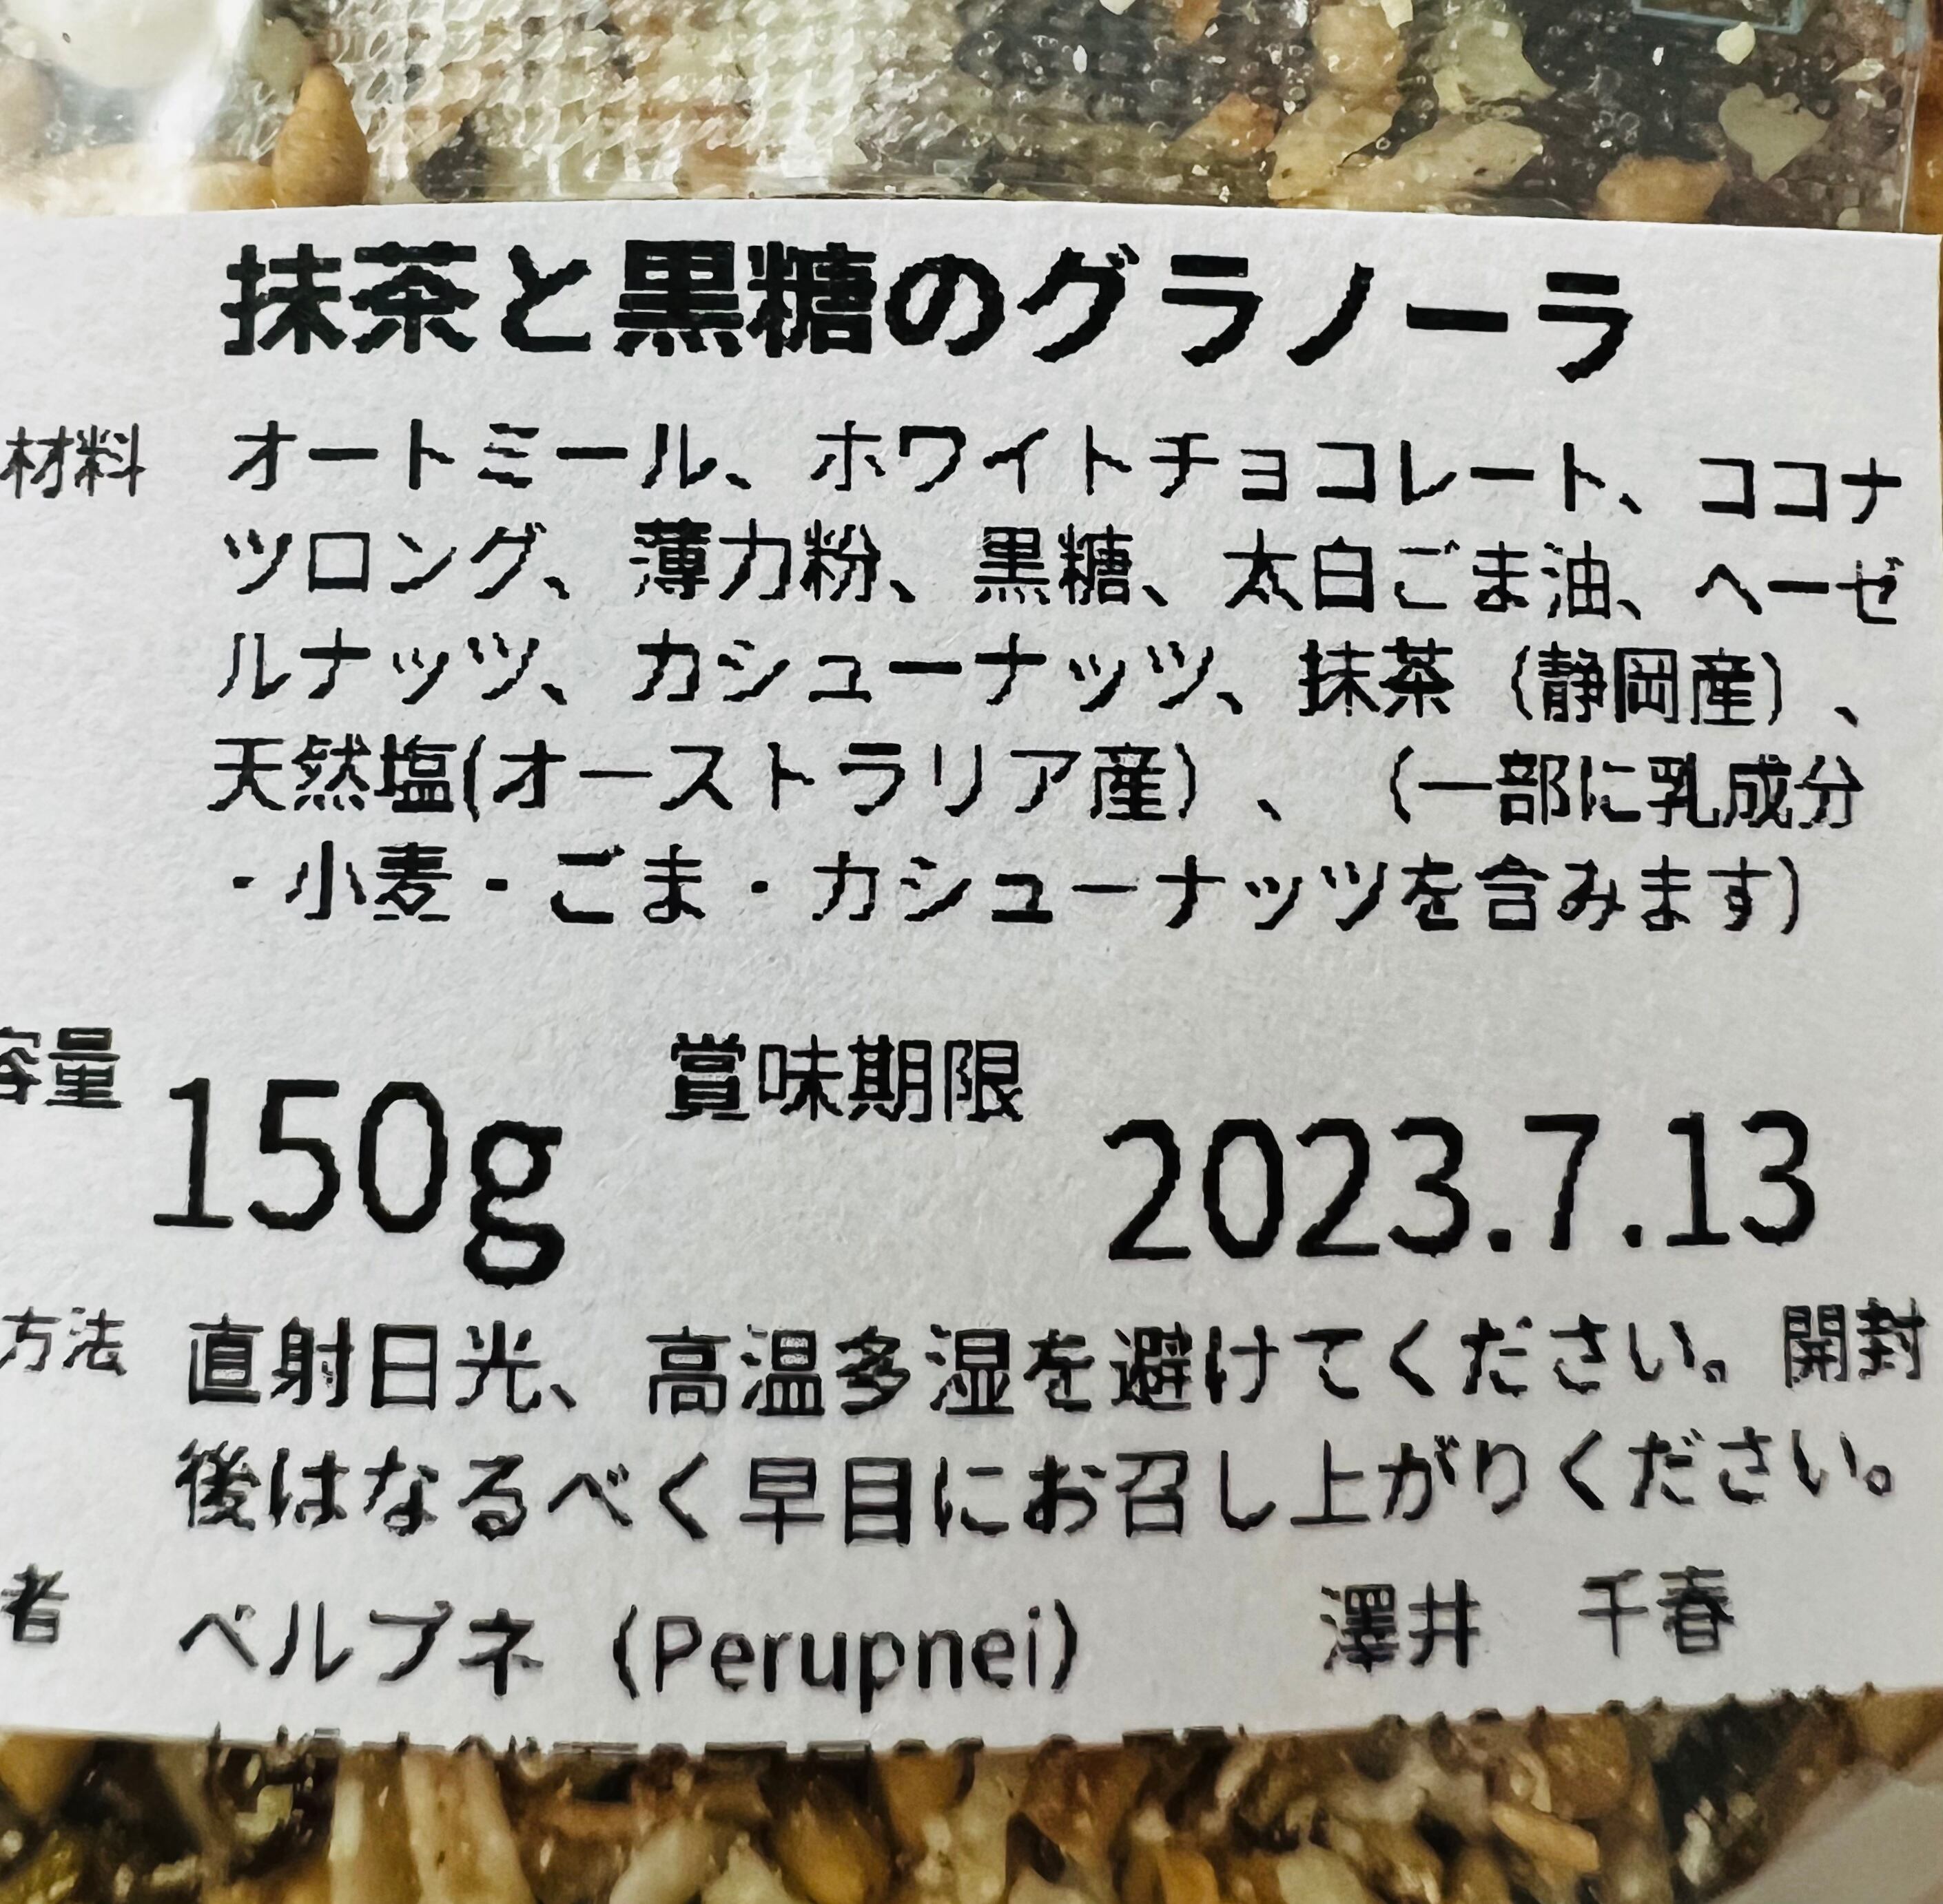 抹茶と黒糖のグラノーラ
材料 オートミール、ホワイトチョコレート、ココナ
ツロング、薄力粉、黒糖、太白ごま油、ヘーゼ
ルナッツ、カシューナッツ、抹茶（静岡産）、
天然塩(オーストラリア産）、（一部に乳成分
・小麦・ごま・カシューナッツを含みます)
容量 150g 賞味期限 2023.7.13
方法 直射日光、高温多湿を避けてください。開封
後はなるべく早目にお召し上がりください。
者 ペルプネ（Perupnei） 澤井 千春